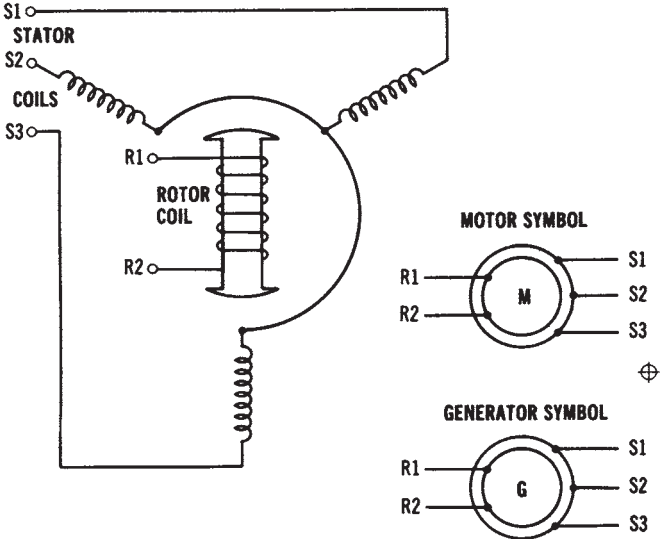 S1
STATOR
S2
COILS
S3
R1
ROTOR
COIL
R2
MOTOR SYMBOL
R1
R2
M
S1
S2
S3
GENERATOR SYMBOL
R1
R2
G
S1
S2
S3